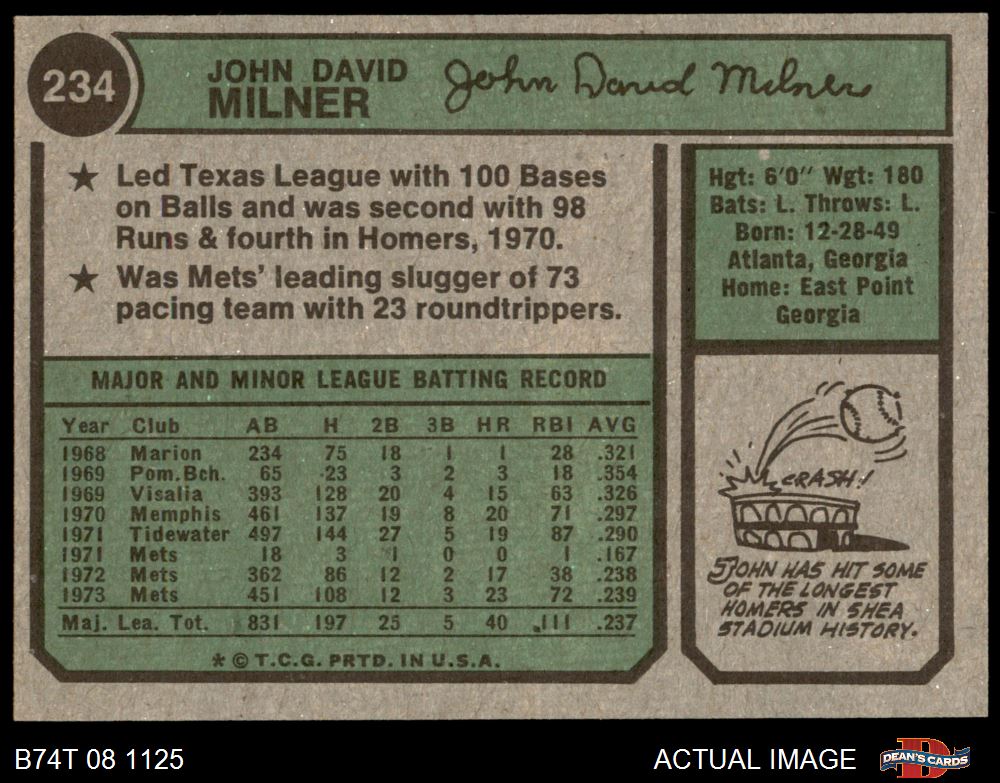 234
JOHN DAVID
MILNER
John David Milner
★ Led Texas League with 100 Bases
on Balls and was second with 98
Runs & fourth in Homers, 1970.
★ Was Mets' leading slugger of 73
pacing team with 23 roundtrippers.
Hgt: 6'0" Wgt: 180
Bats: L. Throws: L.
Born: 12-28-49
Atlanta, Georgia
Home: East Point
Georgia
MAJOR AND MINOR LEAGUE BATTING RECORD
Year Club AB H 2B 3B HR RBI AVG
1968 Marion 234 75 18 1 1 28 .321
1969 Pom.Bch. 65 23 3 2 3 18 .354
1969 Visalia 393 128 20 4 15 63 .326
1970 Memphis 461 137 19 8 20 71 .297
1971 Tidewater 497 144 27 5 19 87 .290
1971 Mets 18 3 1 0 0 1 .167
1972 Mets 362 86 12 2 17 38 .238
1973 Mets 451 108 12 3 23 72 .239
Maj. Lea. Tot. 831 197 25 5 40 111 .237
* © T.C.G. PRTD. IN U.S.A.
CRASH!
JOHN HAS HIT SOME
OF THE LONGEST
HOMERS IN SHEA
STADIUM HISTORY.
B74T 08 1125
ACTUAL IMAGE
DEAN'S CARDS